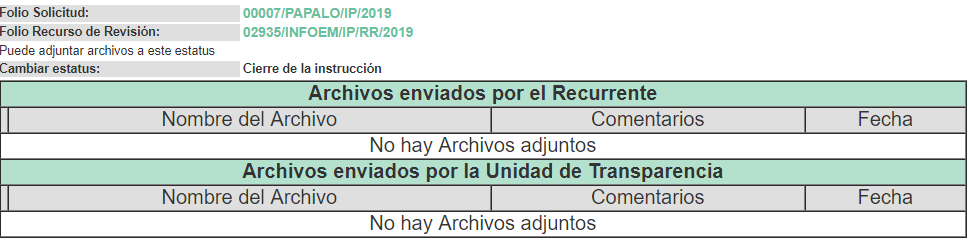 Folio Solicitud: 00007/PAPALO/IP/2019
Folio Recurso de Revisión: 02935/INFOEM/IP/RR/2019
Puede adjuntar archivos a este estatus
Cambiar estatus: Cierre de la instrucción
Archivos enviados por el Recurrente
Nombre del Archivo Comentarios Fecha
No hay Archivos adjuntos
Archivos enviados por la Unidad de Transparencia
Nombre del Archivo Comentarios Fecha
No hay Archivos adjuntos